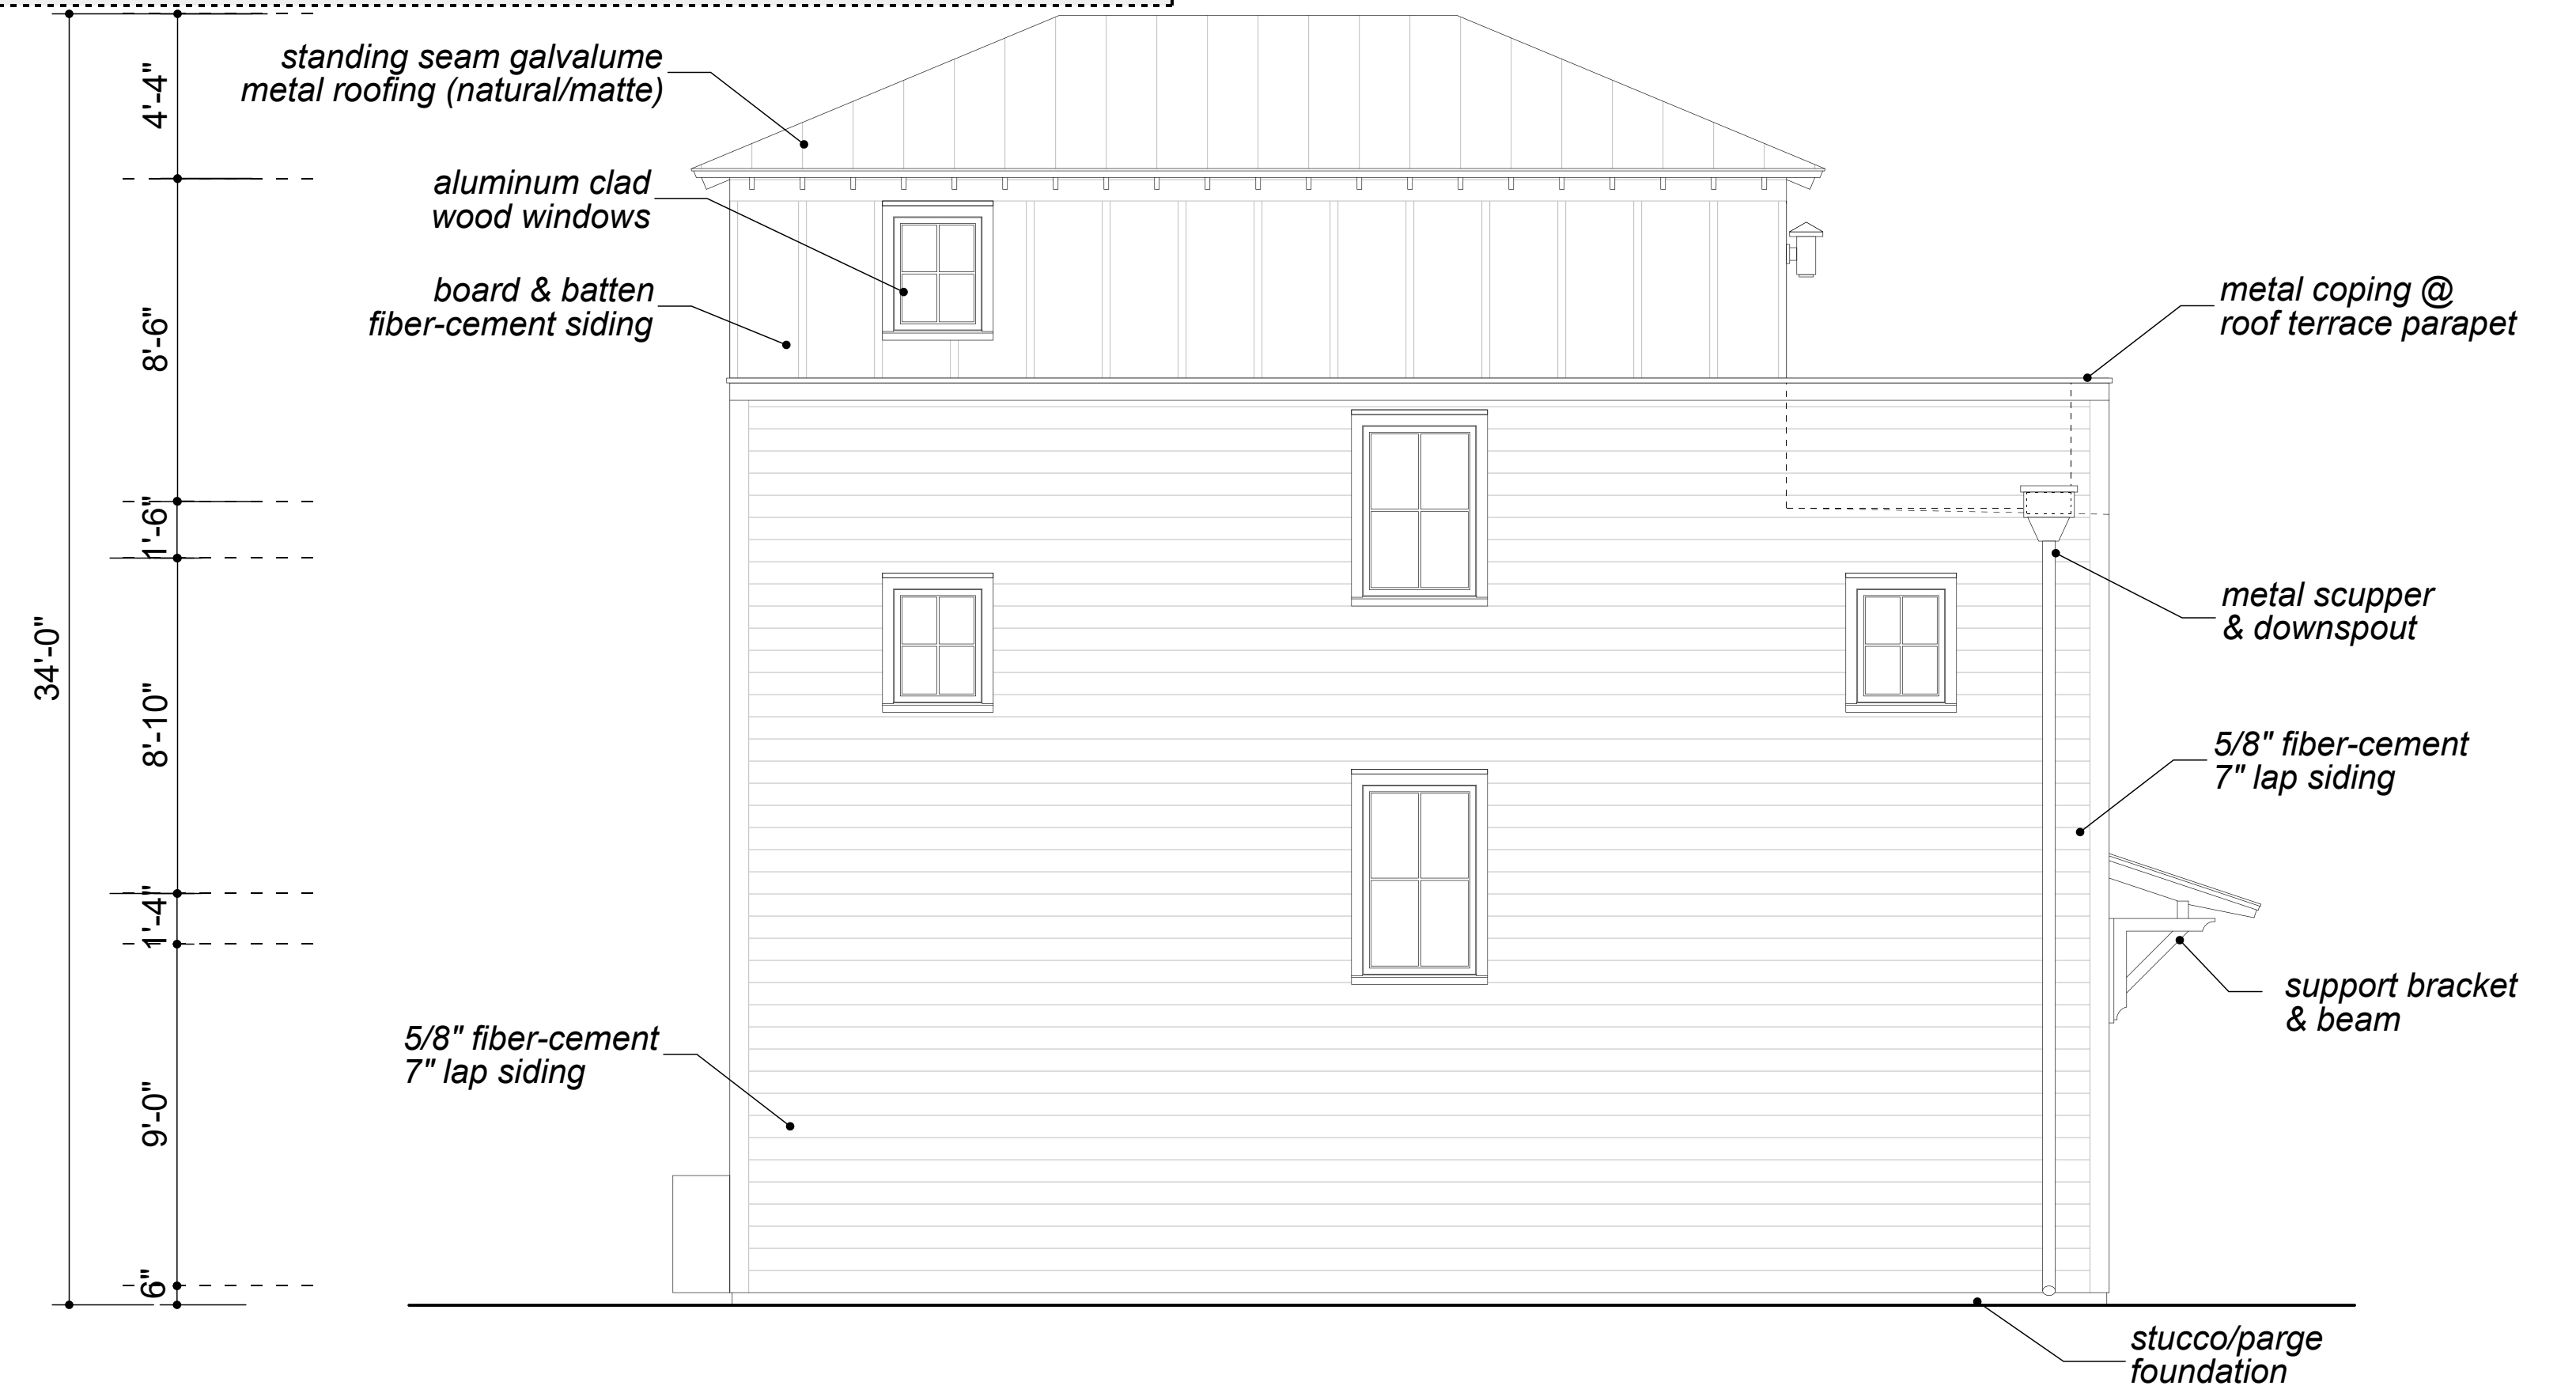 standing seam galvalume
metal roofing (natural/matte)
aluminum clad
wood windows
board & batten
fiber-cement siding
5/8" fiber-cement
7" lap siding
metal coping @
roof terrace parapet
metal scupper
& downspout
5/8" fiber-cement
7" lap siding
support bracket
& beam
stucco/parge
foundation
34'-0"
4'-4"
8'-6"
1'-6"
8'-10"
1'-4"
9'-0"
6"